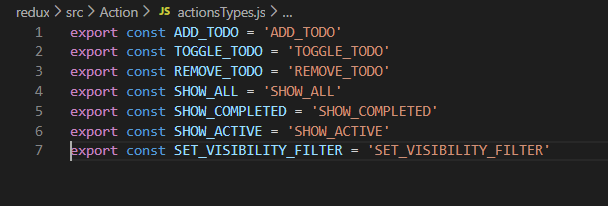 redux > src > Action > JS actionsTypes.js > ...
1 export const ADD_TODO = 'ADD_TODO'
2 export const TOGGLE_TODO = 'TOGGLE_TODO'
3 export const REMOVE_TODO = 'REMOVE_TODO'
4 export const SHOW_ALL = 'SHOW_ALL'
5 export const SHOW_COMPLETED = 'SHOW_COMPLETED'
6 export const SHOW_ACTIVE = 'SHOW_ACTIVE'
7 export const SET_VISIBILITY_FILTER = 'SET_VISIBILITY_FILTER'